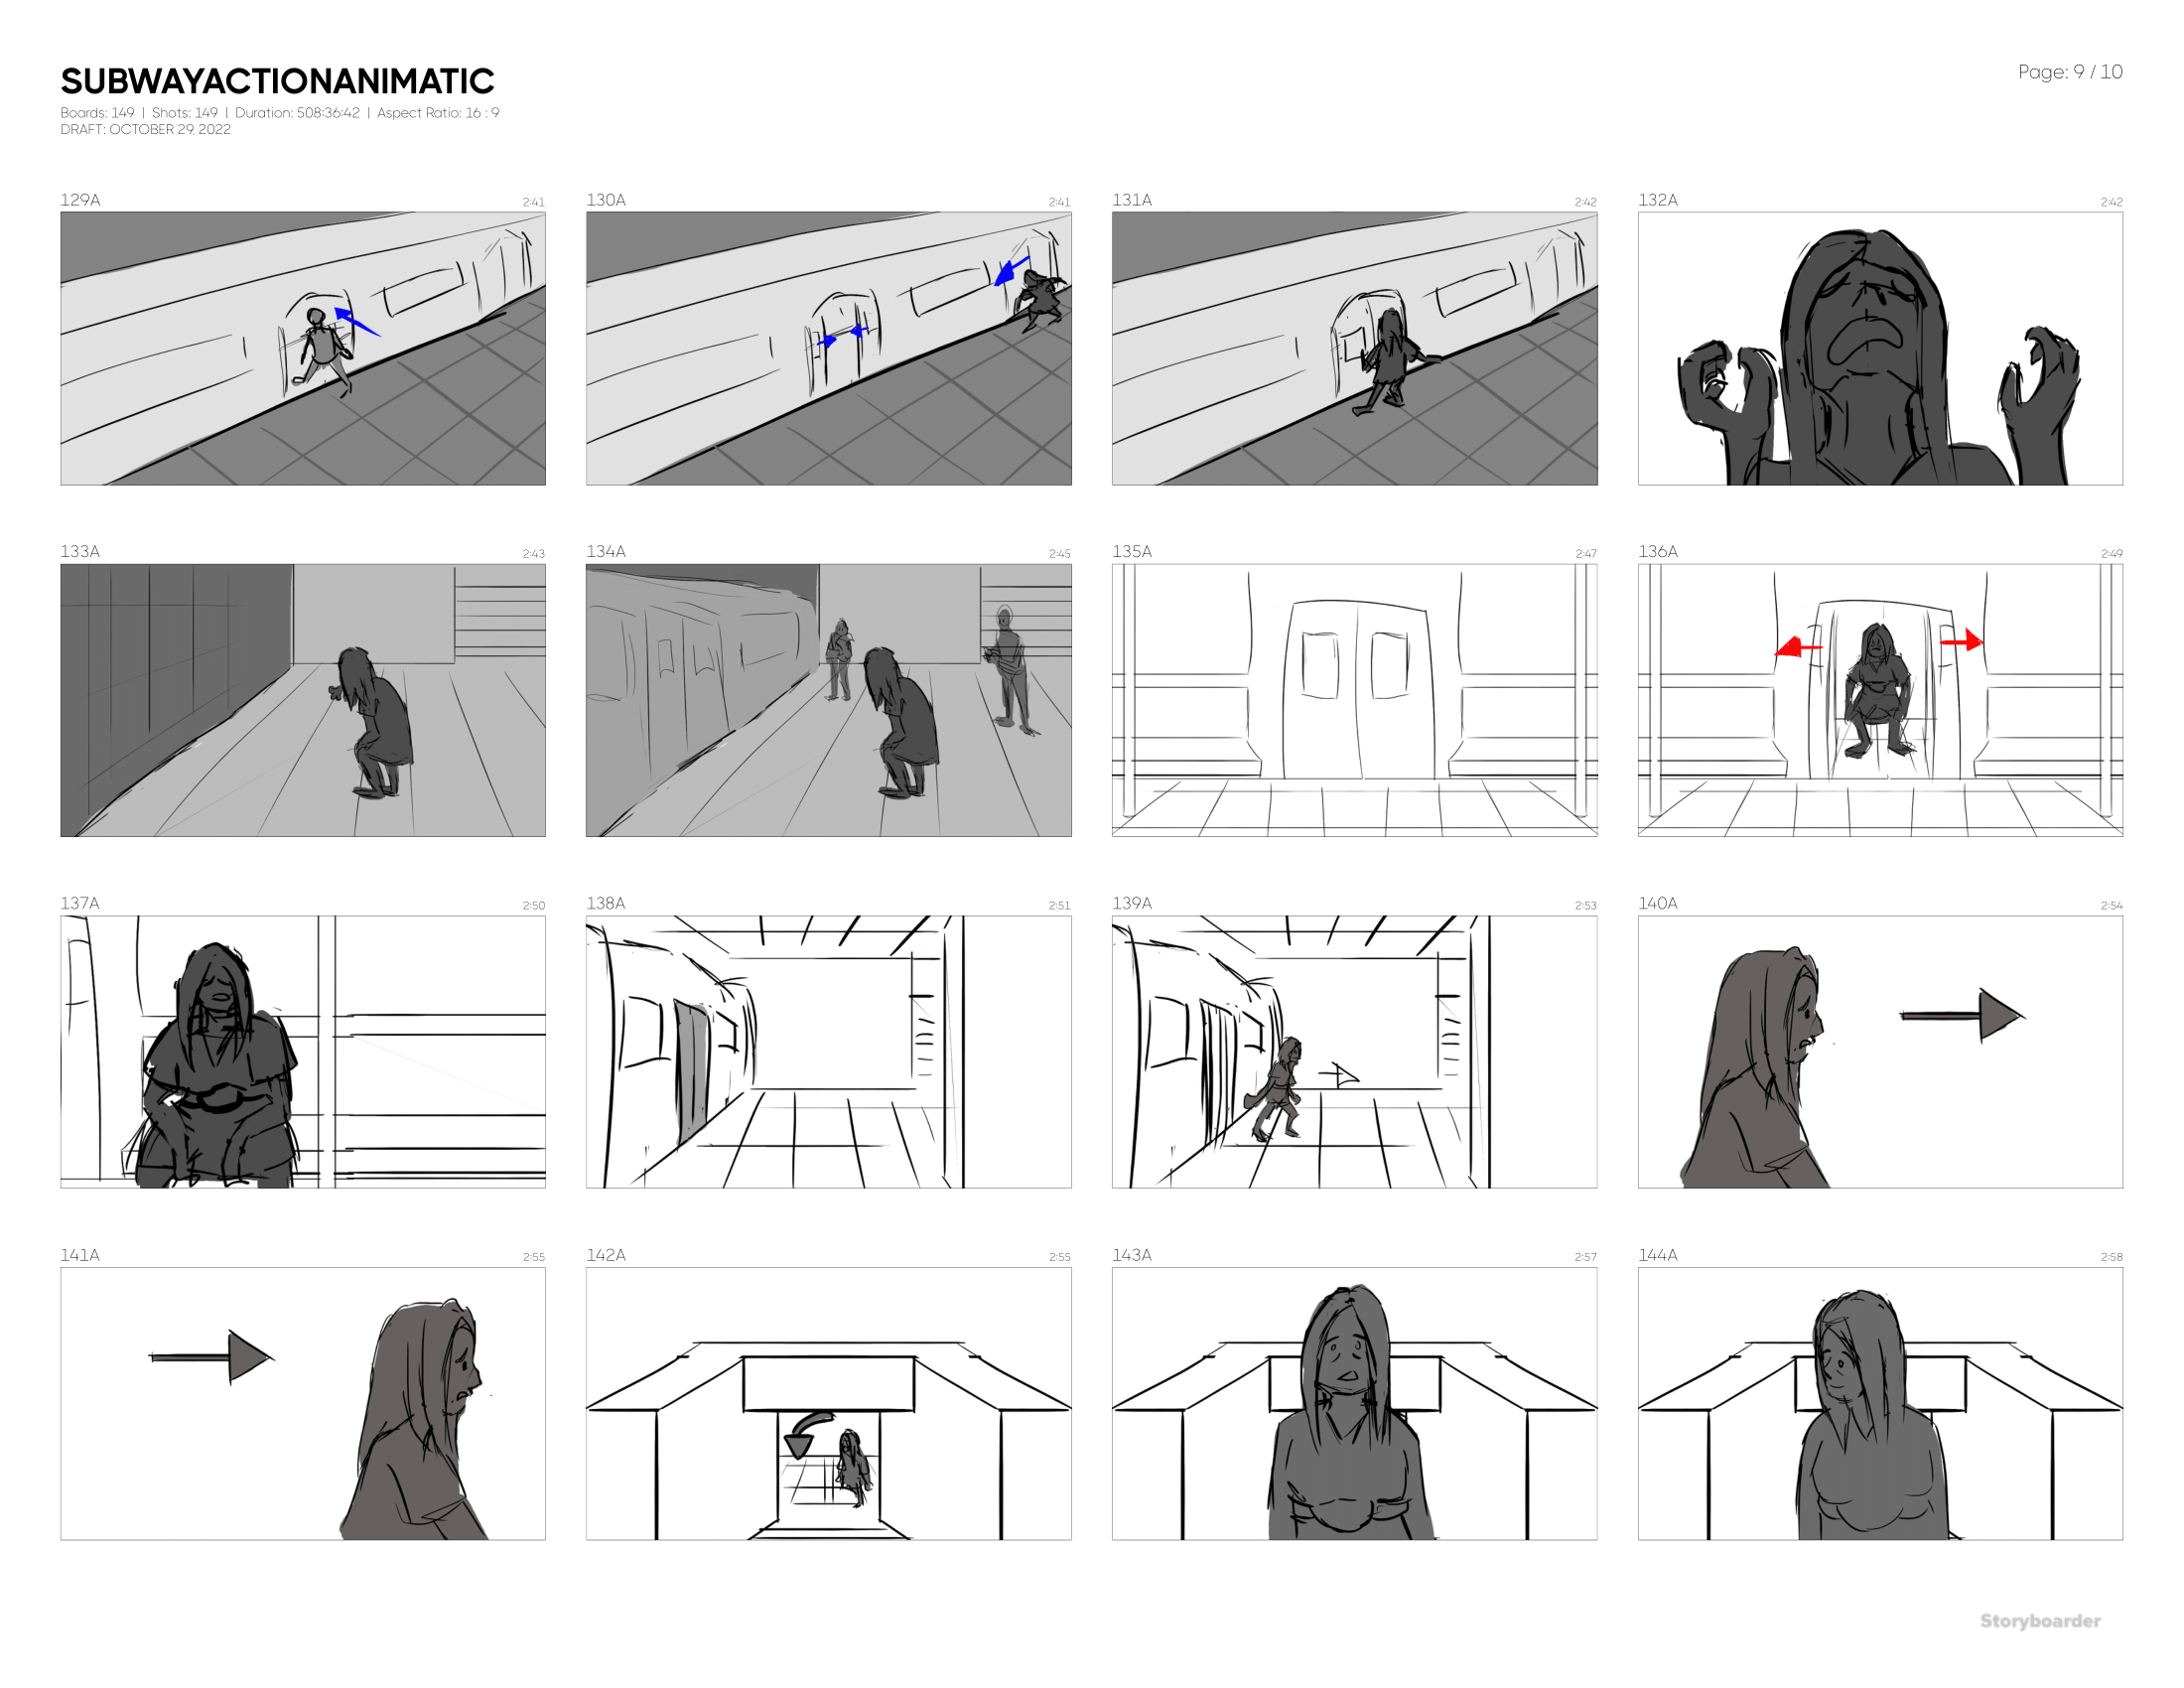 SUBWAYACTIONANIMATIC
Page: 9 / 10
Boards: 149 | Shots: 149 | Duration: 508:36:42 | Aspect Ratio: 16 : 9
DRAFT: OCTOBER 29, 2022
129A 2:41
130A 2:41
131A 2:42
132A 2:42
133A 2:43
134A 2:45
135A 2:47
136A 2:49
137A 2:50
138A 2:51
139A 2:53
140A 2:54
141A 2:55
142A 2:55
143A 2:57
144A 2:58
Storyboarder